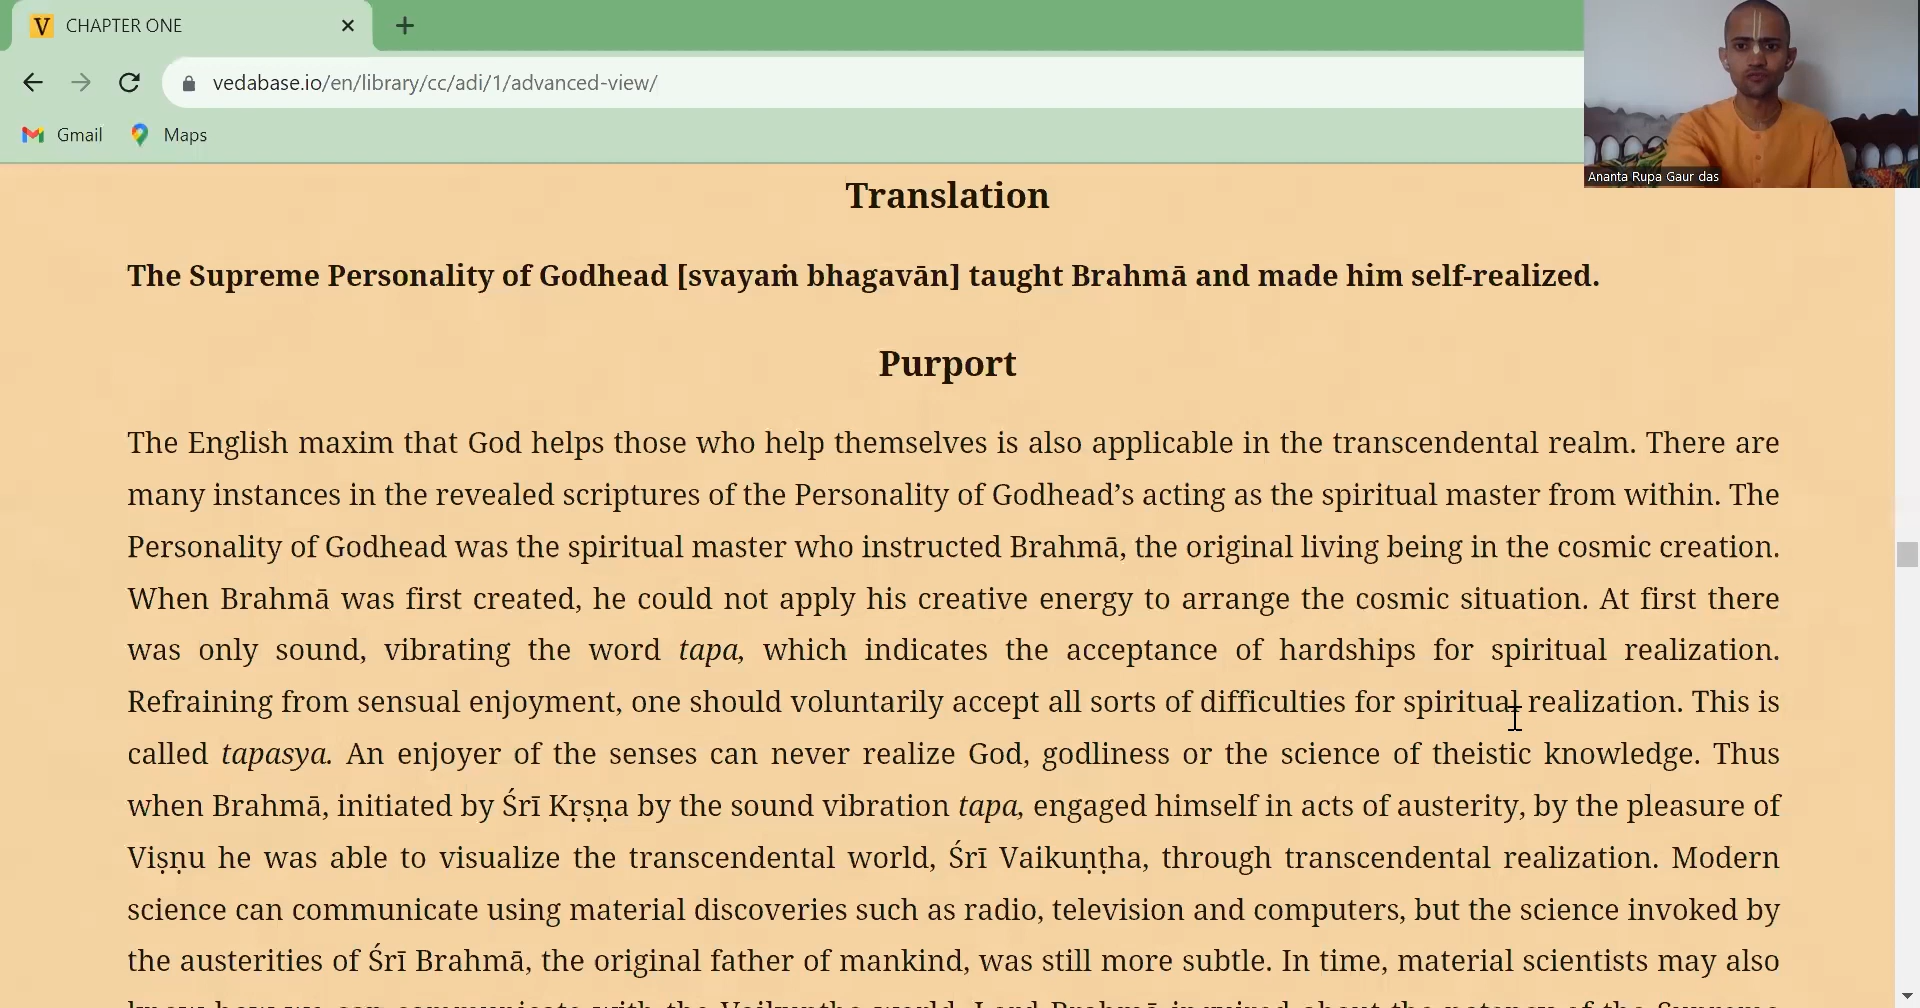 CHAPTER ONE
vedabase.io/en/library/cc/adi/1/advanced-view/
Gmail
Maps
Ananta Rupa Gaur das
Translation
The Supreme Personality of Godhead [svayaṁ bhagavān] taught Brahmā and made him self-realized.
Purport
The English maxim that God helps those who help themselves is also applicable in the transcendental realm. There are
many instances in the revealed scriptures of the Personality of Godhead’s acting as the spiritual master from within. The
Personality of Godhead was the spiritual master who instructed Brahmā, the original living being in the cosmic creation.
When Brahmā was first created, he could not apply his creative energy to arrange the cosmic situation. At first there
was only sound, vibrating the word tapa, which indicates the acceptance of hardships for spiritual realization.
Refraining from sensual enjoyment, one should voluntarily accept all sorts of difficulties for spiritual realization. This is
called tapasya. An enjoyer of the senses can never realize God, godliness or the science of theistic knowledge. Thus
when Brahmā, initiated by Śrī Kṛṣṇa by the sound vibration tapa, engaged himself in acts of austerity, by the pleasure of
Viṣṇu he was able to visualize the transcendental world, Śrī Vaikuṇṭha, through transcendental realization. Modern
science can communicate using material discoveries such as radio, television and computers, but the science invoked by
the austerities of Śrī Brahmā, the original father of mankind, was still more subtle. In time, material scientists may also